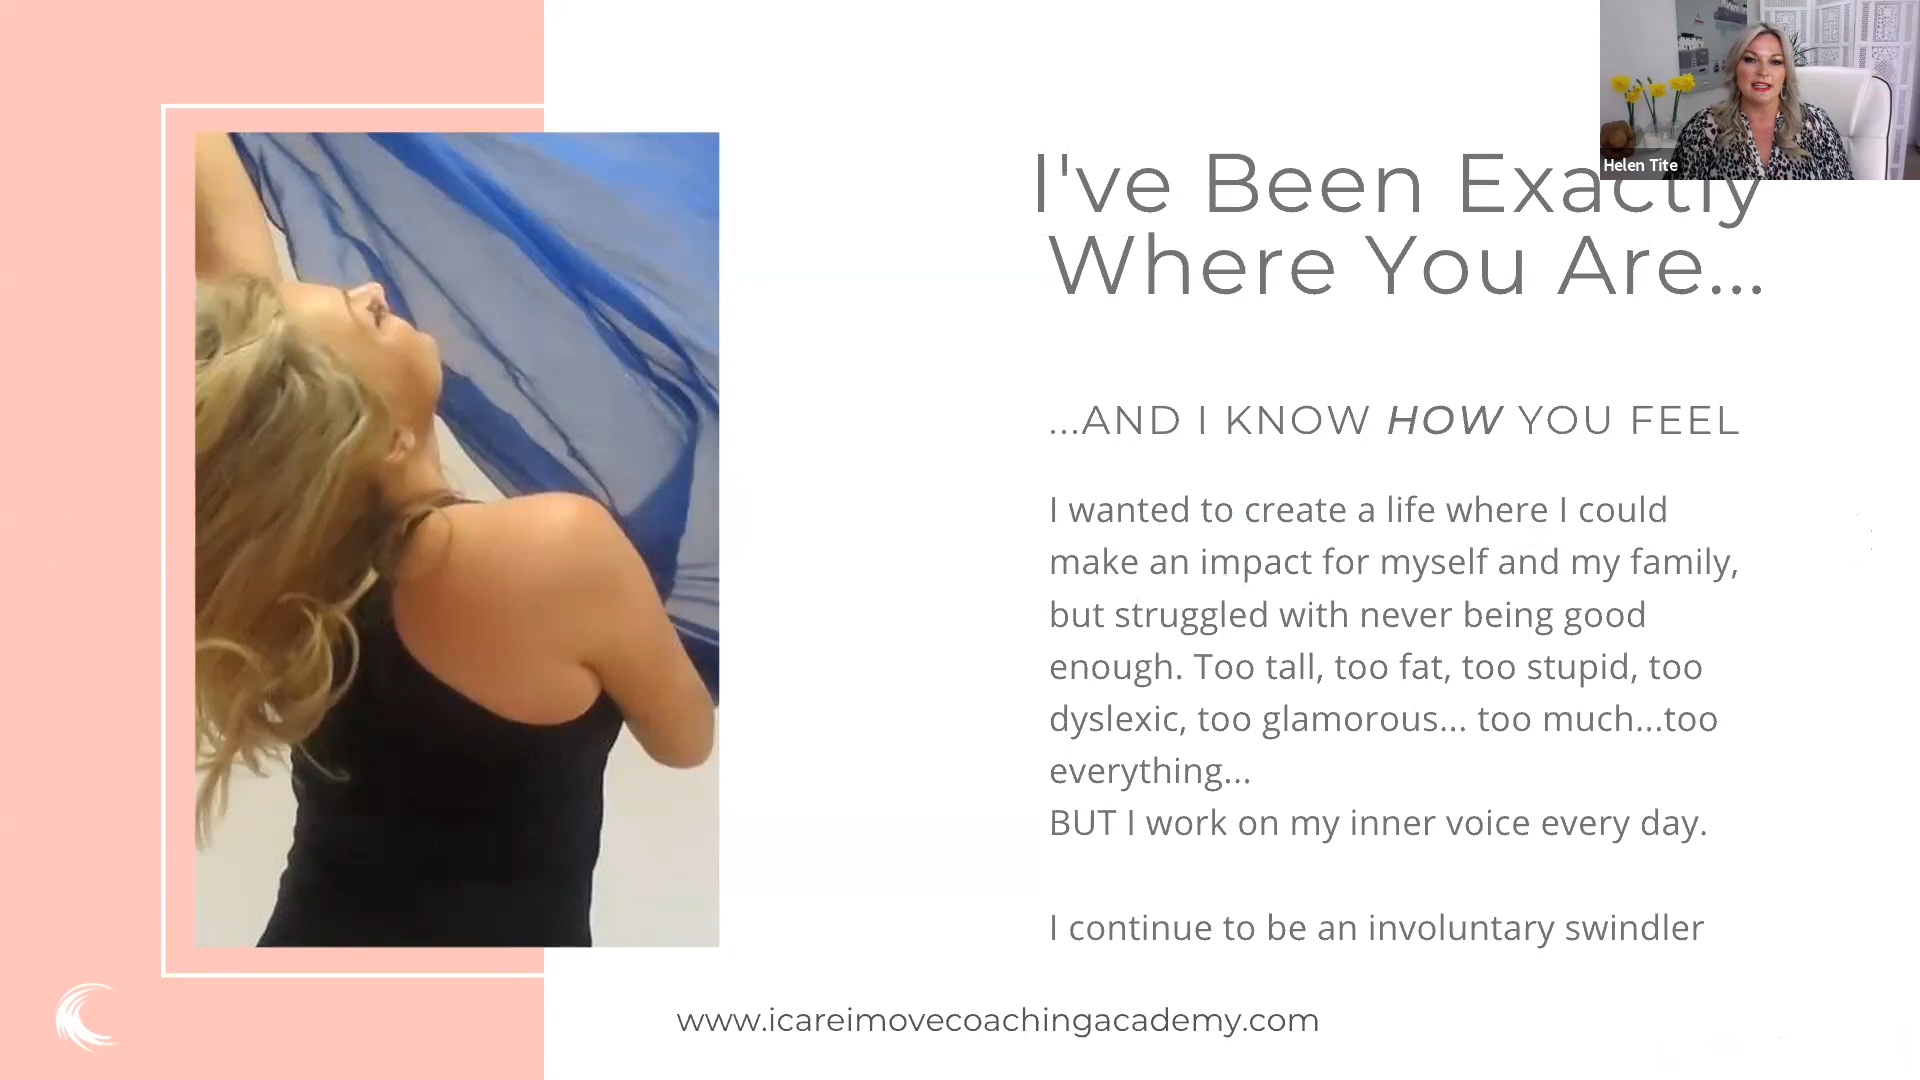 Helen Tite
I've Been Exactly
Where You Are...
...AND I KNOW HOW YOU FEEL
I wanted to create a life where I could
make an impact for myself and my family,
but struggled with never being good
enough. Too tall, too fat, too stupid, too
dyslexic, too glamorous... too much...too
everything...
BUT I work on my inner voice every day.
I continue to be an involuntary swindler
www.icareimovecoachingacademy.com